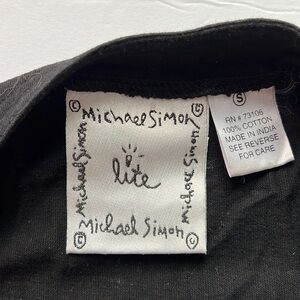 © Michael Simon ©
Michael Simon
lite
Michael Simon
© Michael Simon ©
S
RN # 73106
100% COTTON
MADE IN INDIA
SEE REVERSE
FOR CARE